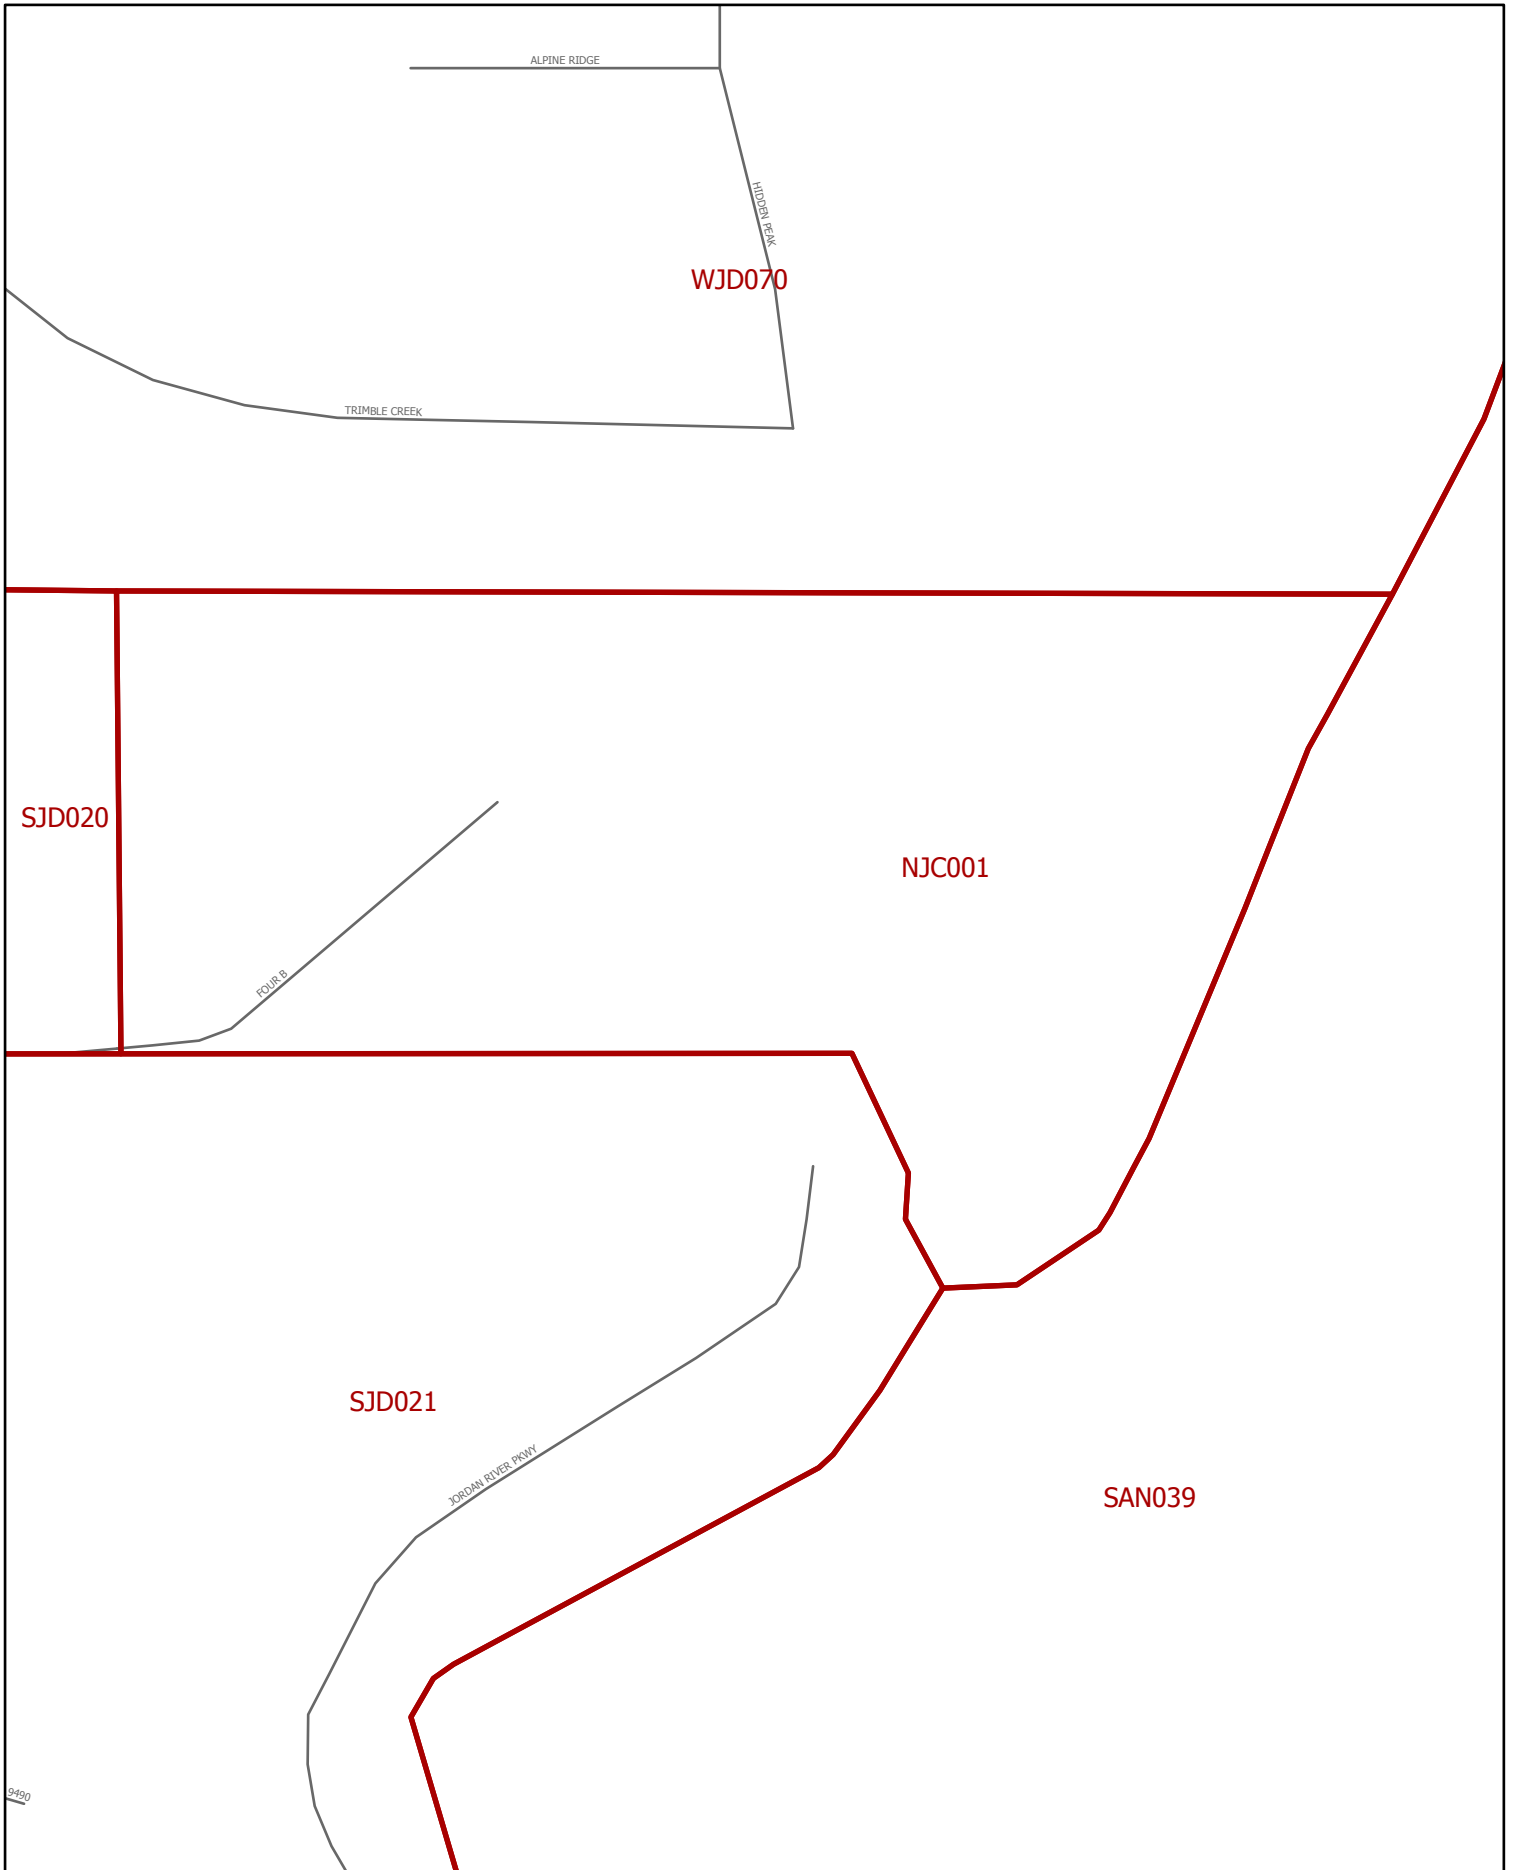 ALPINE RIDGE
HIDDEN PEAK
WJD070
TRIMBLE CREEK
SJD020
NJC001
FOUR B
SJD021
JORDAN RIVER PKWY
SAN039
9490